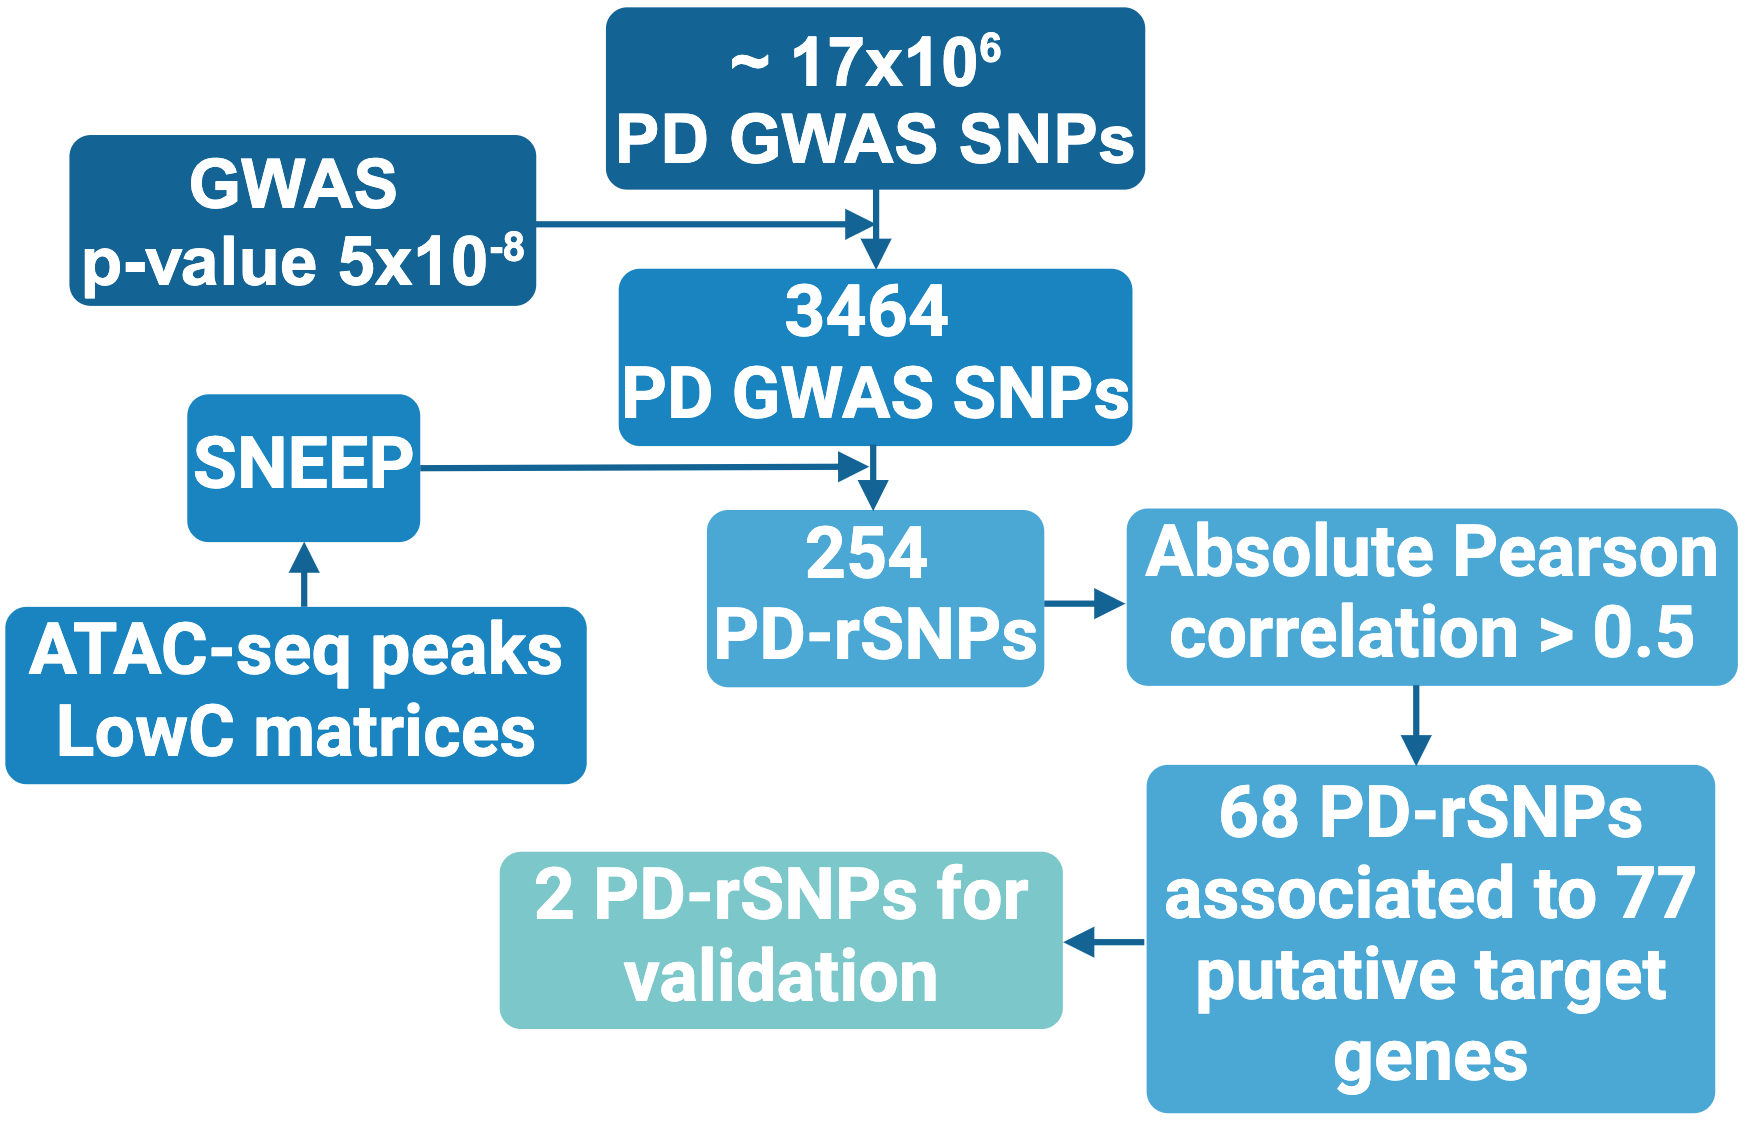 ~ 17x10⁶
PD GWAS SNPs
GWAS
p-value 5x10⁻⁸
3464
PD GWAS SNPs
SNEEP
ATAC-seq peaks
LowC matrices
254
PD-rSNPs
Absolute Pearson
correlation > 0.5
68 PD-rSNPs
associated to 77
putative target
genes
2 PD-rSNPs for
validation